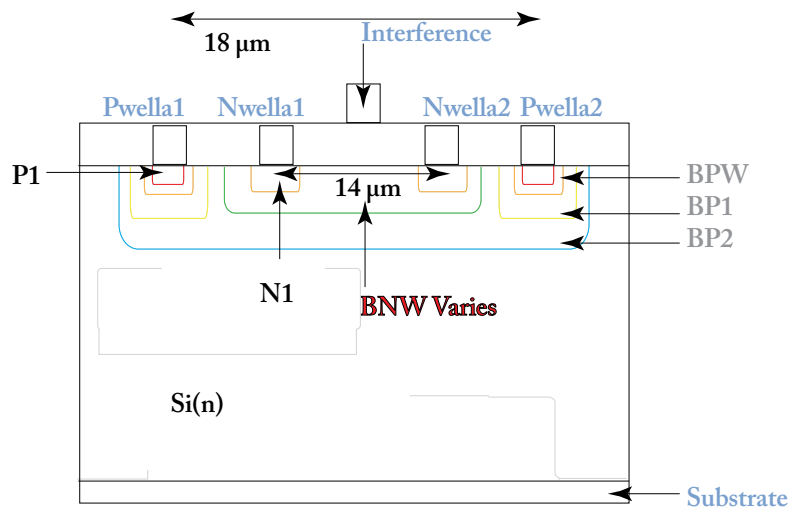 Interference
18 µm
Pwella1
Nwella1
Nwella2
Pwella2
P1
14 µm
BPW
BP1
BP2
N1
BNW Varies
Si(n)
Substrate